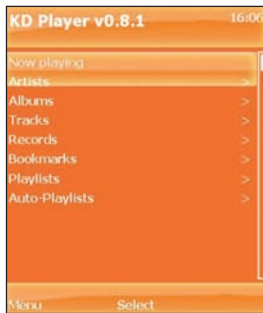 KD Player v0.8.1 16:06
Now playing
Artists >
Albums >
Tracks >
Records >
Bookmarks >
Playlists >
Auto-Playlists >
Menu Select